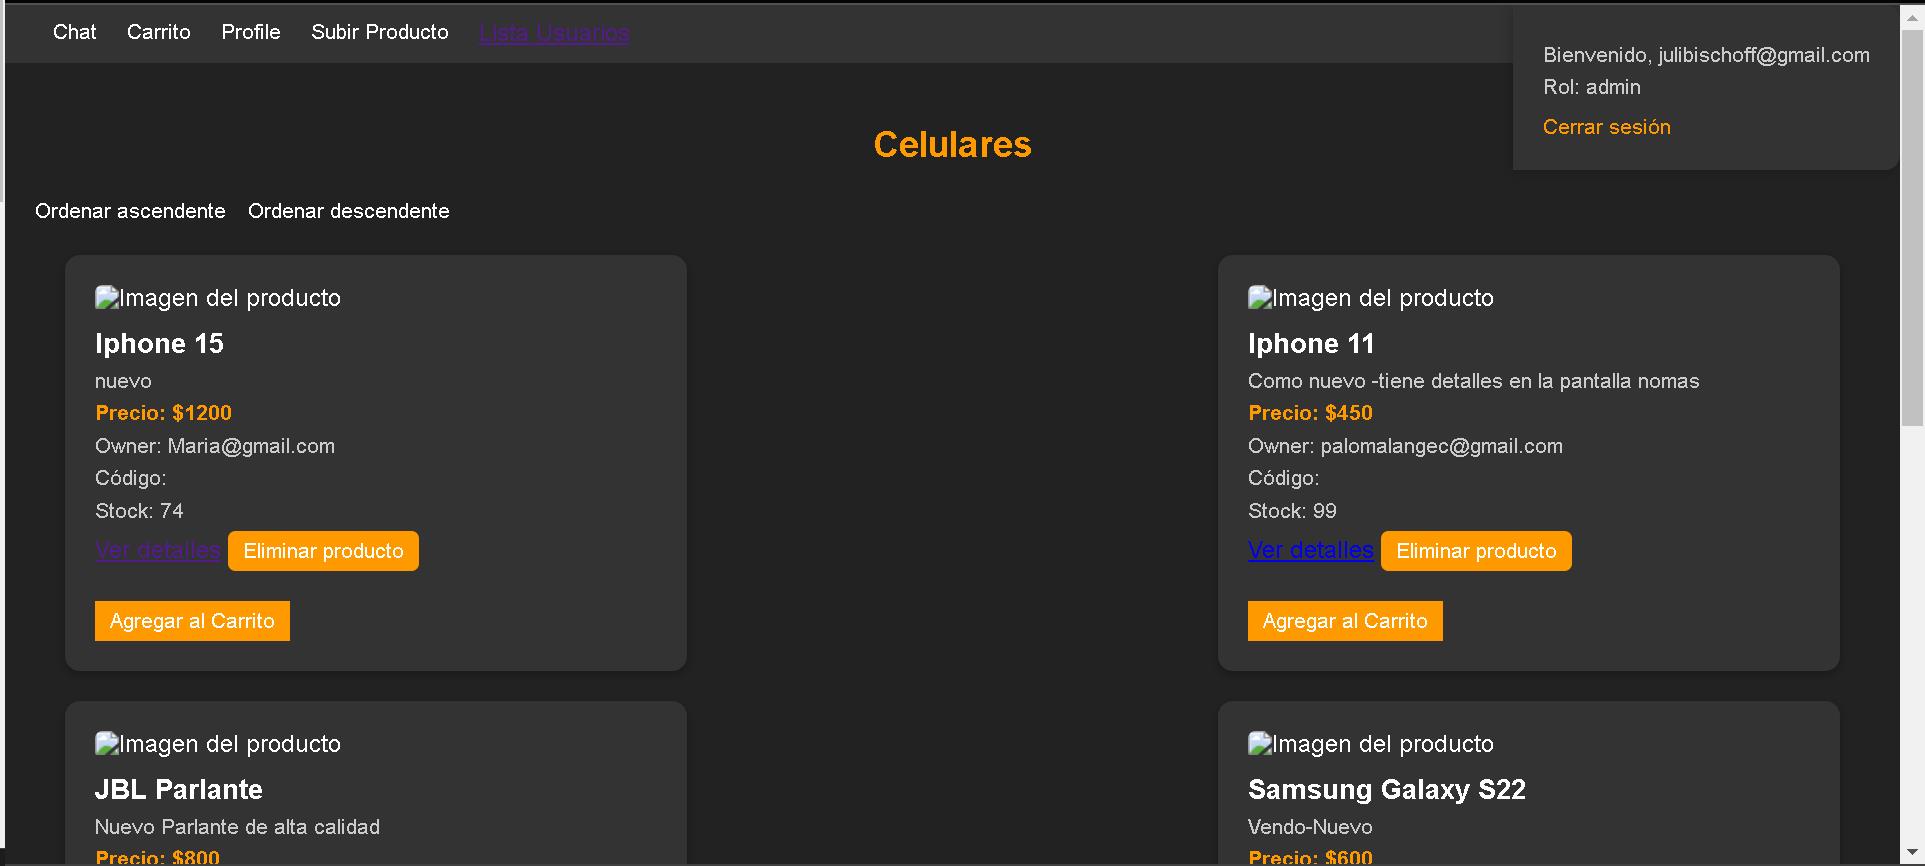 Chat Carrito Profile Subir Producto Lista Usuarios
Bienvenido, julibischoff@gmail.com
Rol: admin
Cerrar sesión
Celulares
Ordenar ascendente Ordenar descendente
Imagen del producto
Iphone 15
nuevo
Precio: $1200
Owner: Maria@gmail.com
Código:
Stock: 74
Ver detalles Eliminar producto
Agregar al Carrito
Imagen del producto
Iphone 11
Como nuevo -tiene detalles en la pantalla nomas
Precio: $450
Owner: palomalangec@gmail.com
Código:
Stock: 99
Ver detalles Eliminar producto
Agregar al Carrito
Imagen del producto
JBL Parlante
Nuevo Parlante de alta calidad
Precio: $800
Imagen del producto
Samsung Galaxy S22
Vendo-Nuevo
Precio: $600